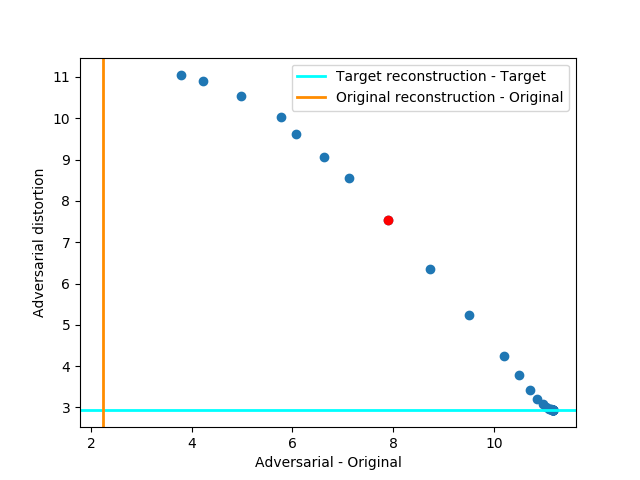 Target reconstruction - Target
Original reconstruction - Original
11
10
9
8
7
6
5
4
3
Adversarial distortion
2 4 6 8 10
Adversarial - Original